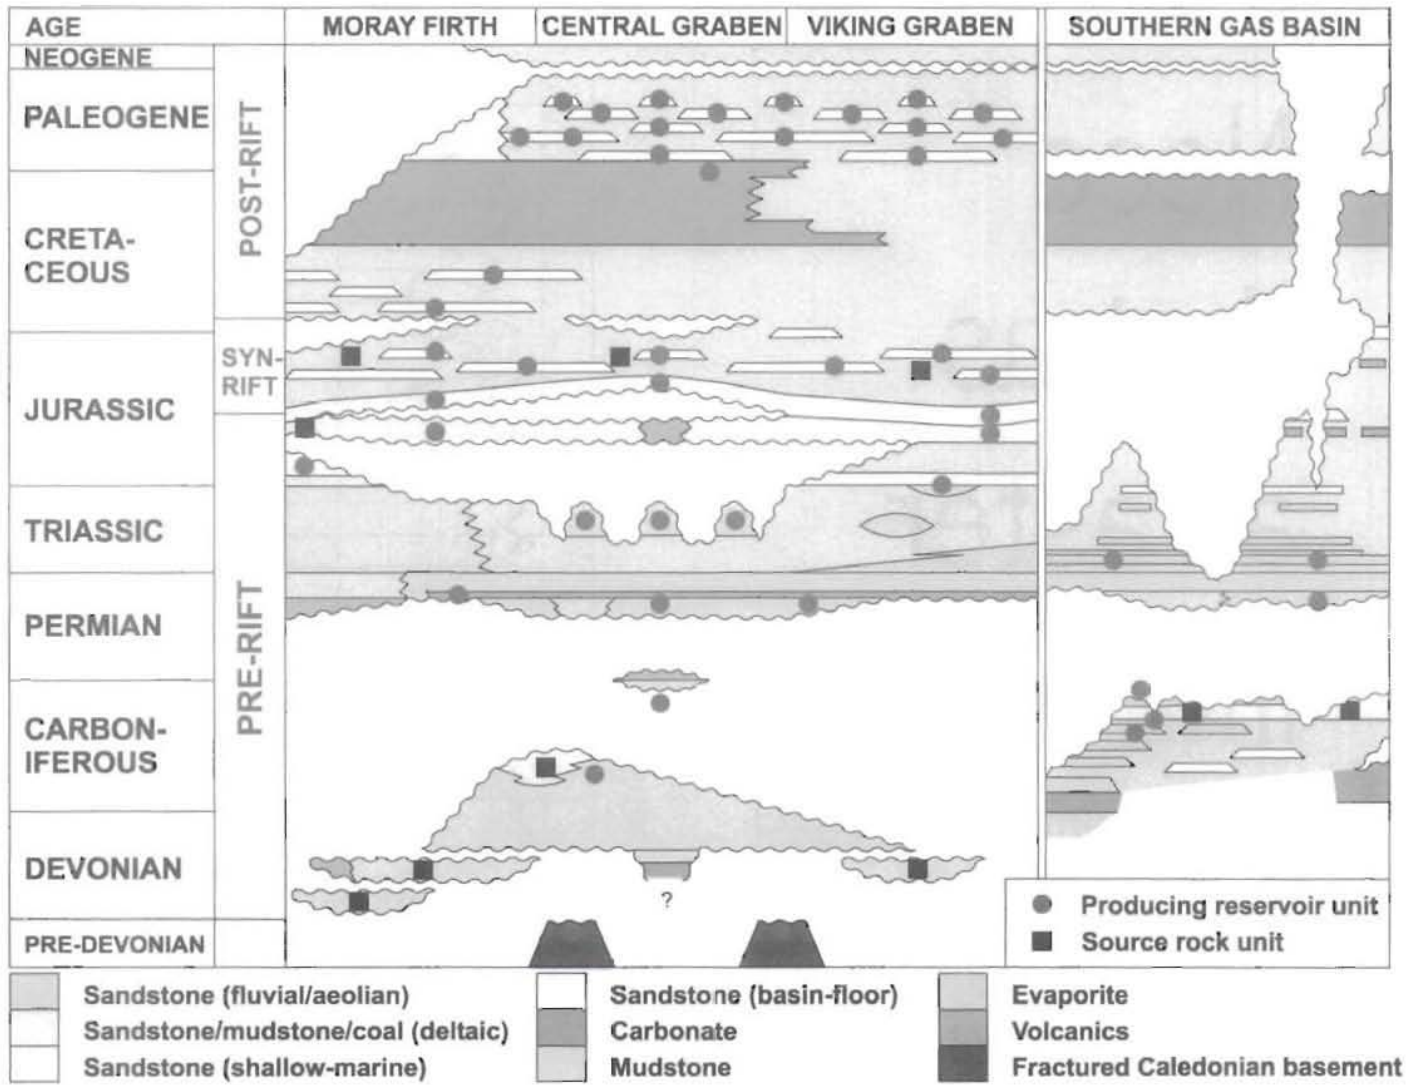 AGE
MORAY FIRTH
CENTRAL GRABEN
VIKING GRABEN
SOUTHERN GAS BASIN
NEOGENE
PALEOGENE
CRETA-
CEOUS
JURASSIC
TRIASSIC
PERMIAN
CARBON-
IFEROUS
DEVONIAN
PRE-DEVONIAN
POST-RIFT
SYN-
RIFT
PRE-RIFT
?
Producing reservoir unit
Source rock unit
Sandstone (fluvial/aeolian)
Sandstone/mudstone/coal (deltaic)
Sandstone (shallow-marine)
Sandstone (basin-floor)
Carbonate
Mudstone
Evaporite
Volcanics
Fractured Caledonian basement